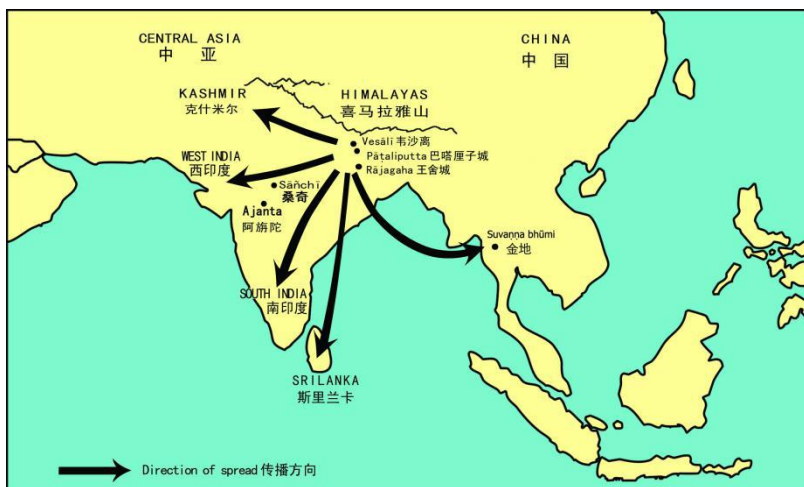 CENTRAL ASIA
中亚
CHINA
中国
KASHMIR
克什米尔
HIMALAYAS
喜马拉雅山
Vesālī 韦沙离
Pāṭaliputta 巴嗒厘子城
Rājagaha 王舍城
WEST INDIA
西印度
Sāñchī
桑奇
Ajanta
阿旃陀
Suvaṇṇa bhūmi
金地
SOUTH INDIA
南印度
SRILANKA
斯里兰卡
Direction of spread 传播方向